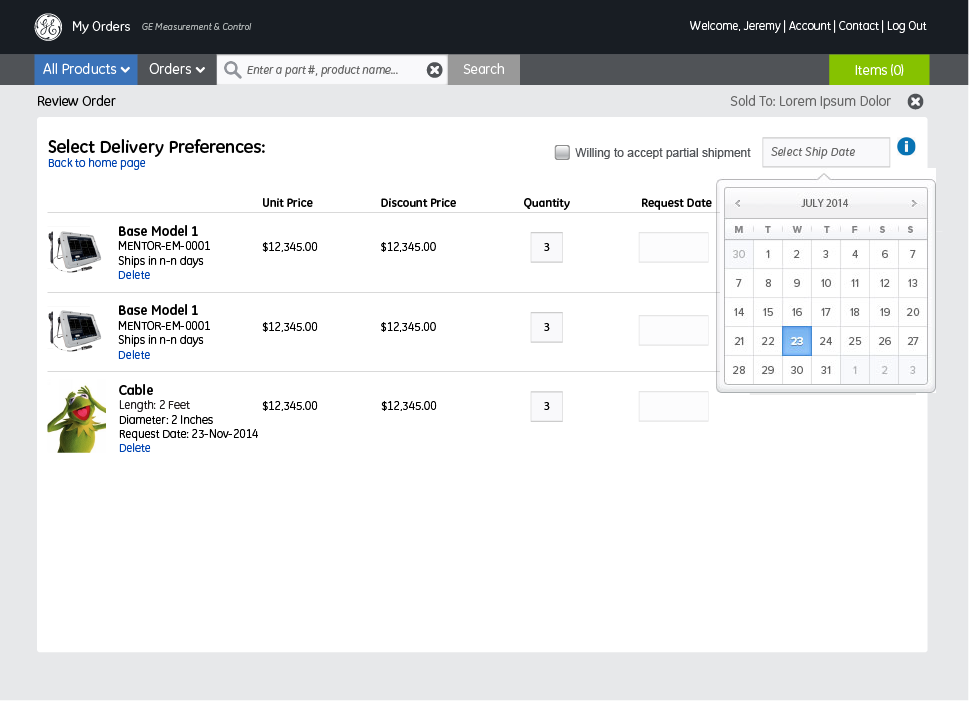 My Orders GE Measurement & Control Welcome, Jeremy | Account | Contact | Log Out
All Products Orders Enter a part #, product name... Search Items (0)
Review Order Sold To: Lorem Ipsum Dolor
Select Delivery Preferences:
Back to home page
Willing to accept partial shipment Select Ship Date
Unit Price Discount Price Quantity Request Date
Base Model 1
MENTOR-EM-0001
Ships in n-n days
Delete
$12,345.00 $12,345.00 3
Base Model 1
MENTOR-EM-0001
Ships in n-n days
Delete
$12,345.00 $12,345.00 3
Cable
Length: 2 Feet
Diameter: 2 Inches
Request Date: 23-Nov-2014
Delete
$12,345.00 $12,345.00 3
< JULY 2014 >
M T W T F S S
30 1 2 3 4 6 7
7 8 9 10 11 12 13
14 15 16 17 18 19 20
21 22 23 24 25 26 27
28 29 30 31 1 2 3